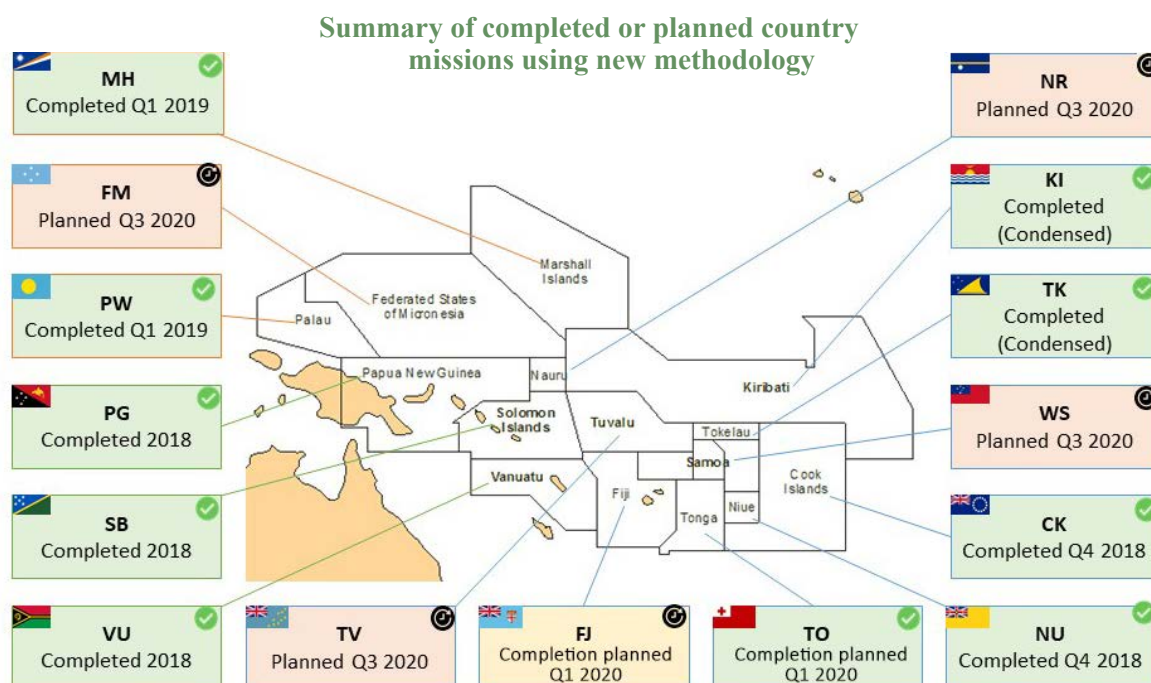 Summary of completed or planned country
missions using new methodology
MH
Completed Q1 2019
FM
Planned Q3 2020
PW
Completed Q1 2019
PG
Completed 2018
SB
Completed 2018
VU
Completed 2018
TV
Planned Q3 2020
FJ
Completion planned
Q1 2020
TO
Completion planned
Q1 2020
NU
Completed Q4 2018
CK
Completed Q4 2018
WS
Planned Q3 2020
TK
Completed
(Condensed)
KI
Completed
(Condensed)
NR
Planned Q3 2020
Marshall
Islands
Federated States
of Micronesia
Palau
Papua New Guinea
Nauru
Kiribati
Solomon
Islands
Tuvalu
Tokelau
Samoa
Vanuatu
Fiji
Tonga
Niue
Cook
Islands